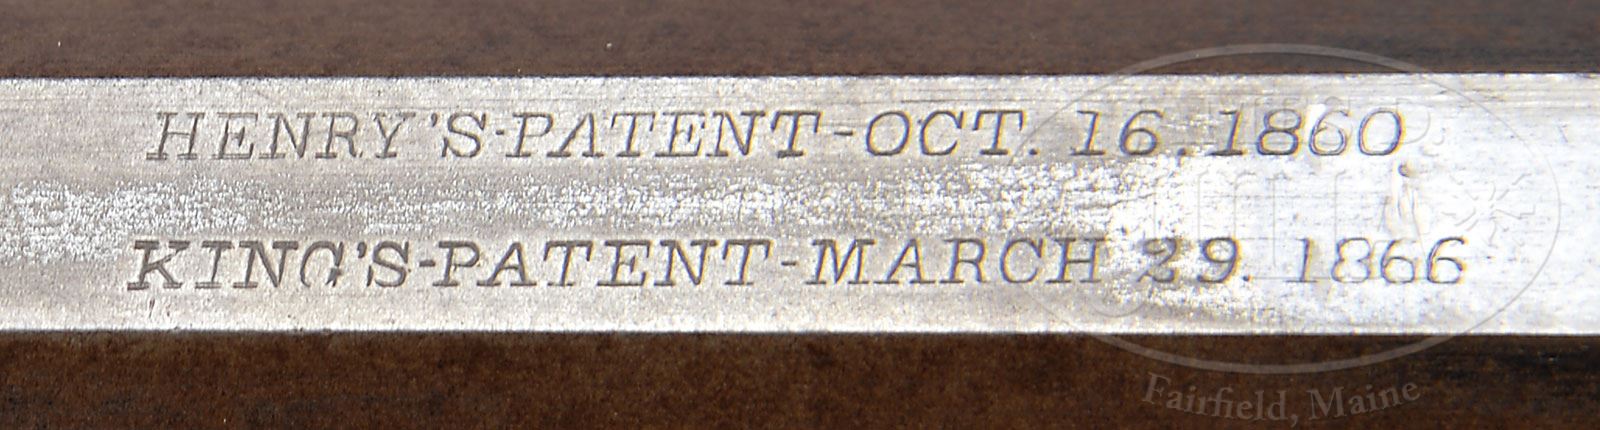 HENRY'S-PATENT-OCT. 16. 1860
KING'S-PATENT-MARCH 29. 1866
Fairfield, Maine